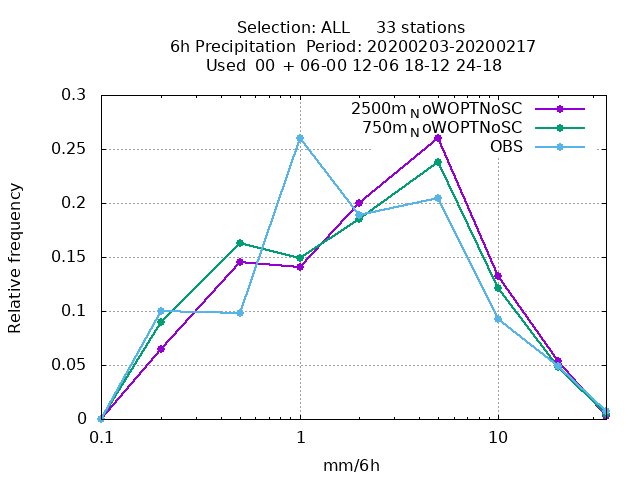 Selection: ALL 33 stations
6h Precipitation Period: 20200203-20200217
Used 00 + 06-00 12-06 18-12 24-18
0.3
2500m_NoWOPTNoSC
750m_NoWOPTNoSC
OBS
0.25
0.2
0.15
0.1
0.05
0
Relative frequency
0.1 1 10
mm/6h